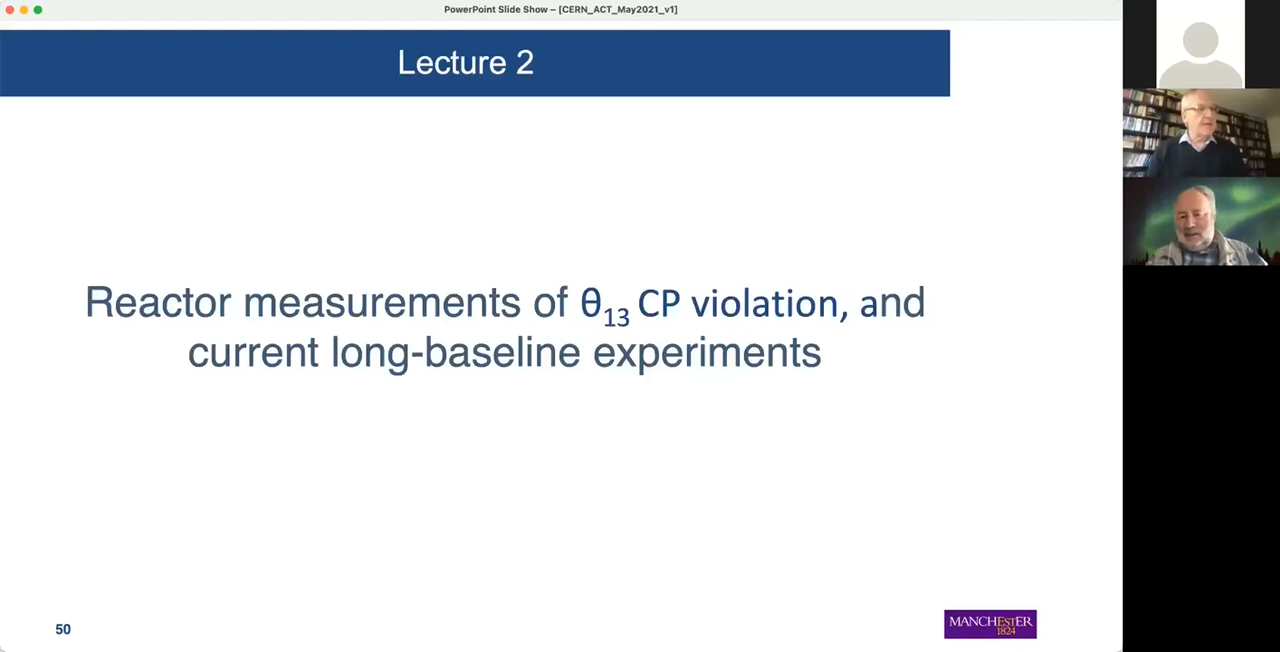 PowerPoint Slide Show – [CERN_ACT_May2021_v1]
Lecture 2
Reactor measurements of θ₁₃ CP violation, and
current long-baseline experiments
50
MANCHEstER
1824